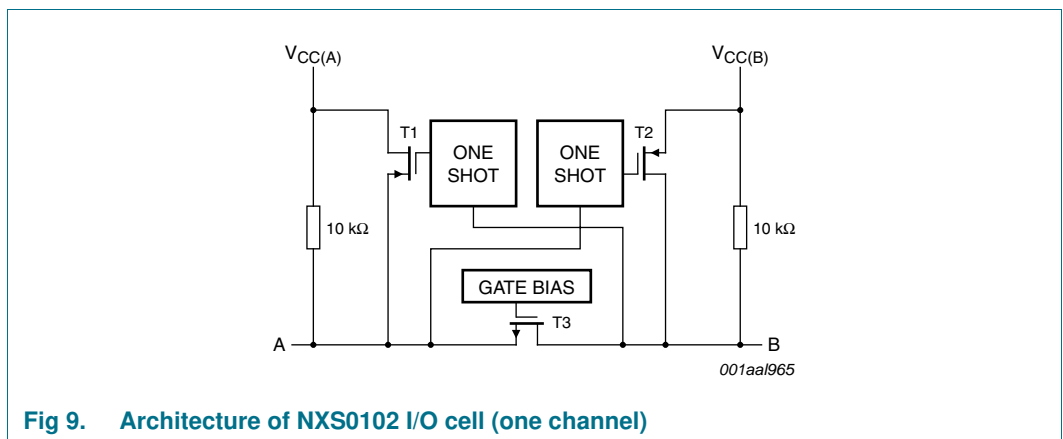 VCC(A)
VCC(B)
T1
ONE
SHOT
ONE
SHOT
T2
10 kΩ
10 kΩ
GATE BIAS
T3
A
B
001aal965
Fig 9. Architecture of NXS0102 I/O cell (one channel)